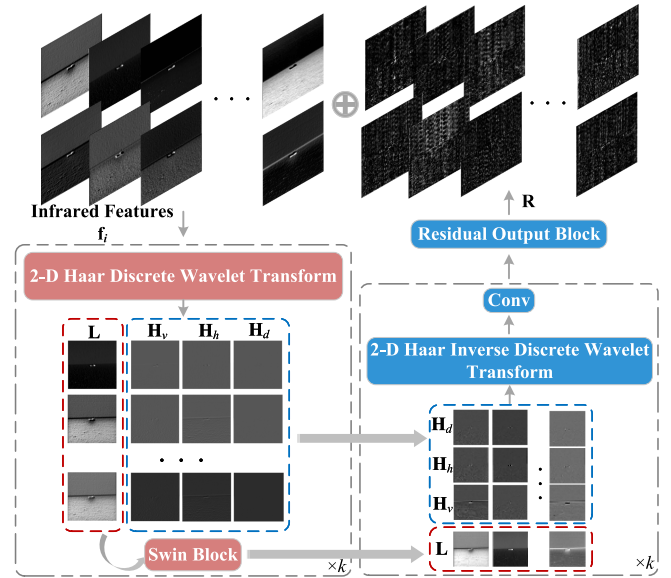 Infrared Features
f_i
R
Residual Output Block
2-D Haar Discrete Wavelet Transform
Conv
L H_v H_h H_d
2-D Haar Inverse Discrete Wavelet
Transform
H_d
H_h
H_v
L
Swin Block
×k
×k